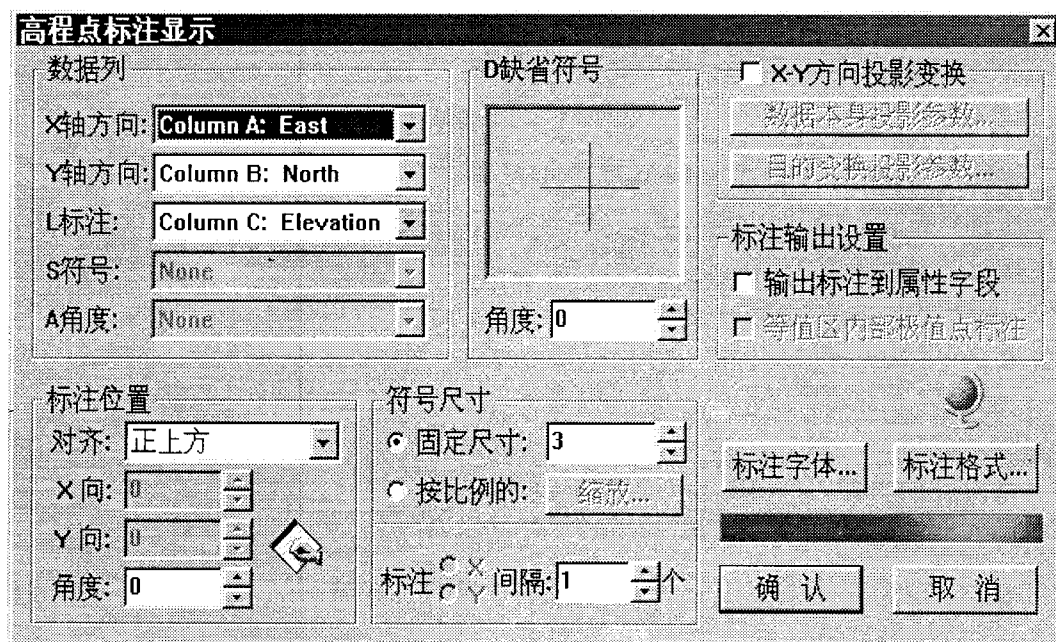 高程点标注显示
数据列
X轴方向: Column A: East
Y轴方向: Column B: North
L标注: Column C: Elevation
S符号: None
A角度: None
D缺省符号
角度: 0
X-Y方向投影变换
数据本身投影参数...
目的变换投影参数...
标注输出设置
输出标注到属性字段
等值区内部极值点标注
标注位置
对齐: 正上方
X 向: 0
Y 向: 0
角度: 0
符号尺寸
固定尺寸: 3
按比例的: 缩放...
标注 X Y 间隔: 1 个
标注字体... 标注格式...
确 认 取 消